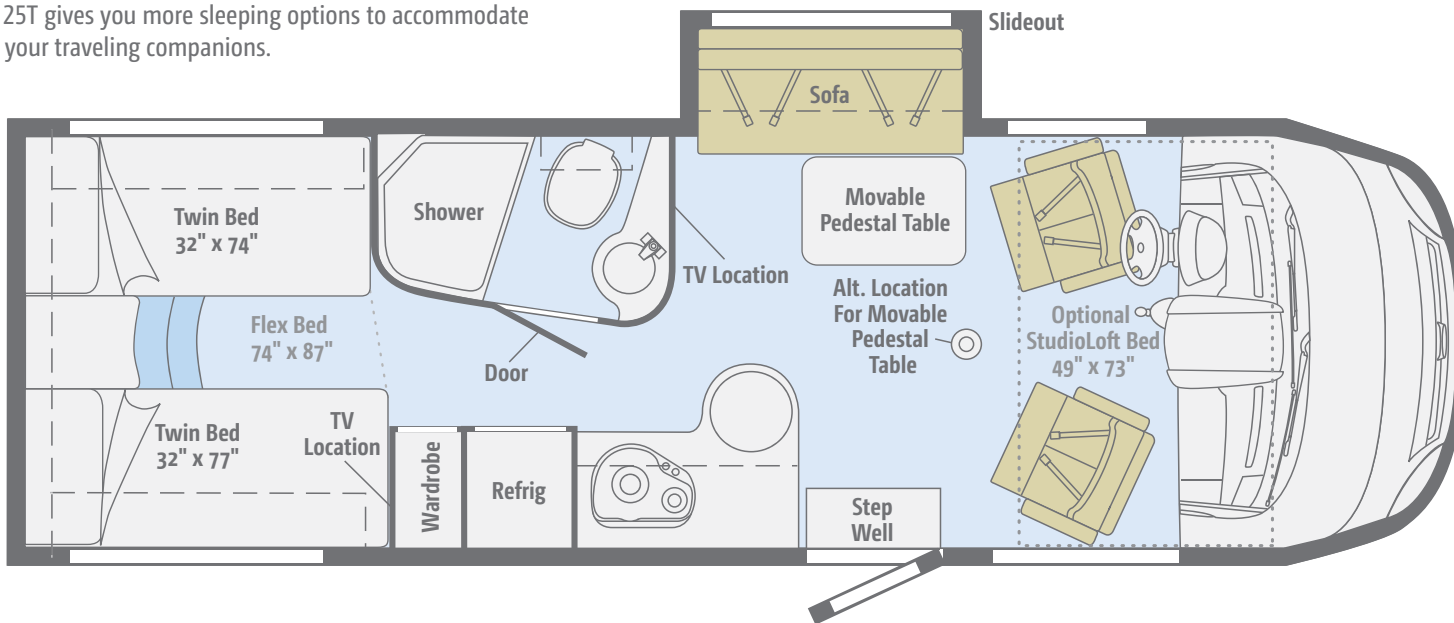 25T gives you more sleeping options to accommodate
your traveling companions.
Slideout
Sofa
Twin Bed
32" x 74"
Shower
Movable
Pedestal Table
TV Location
Alt. Location
For Movable
Pedestal
Table
Optional
StudioLoft Bed
49" x 73"
Flex Bed
74" x 87"
Door
Twin Bed
32" x 77"
TV
Location
Wardrobe
Refrig
Step
Well